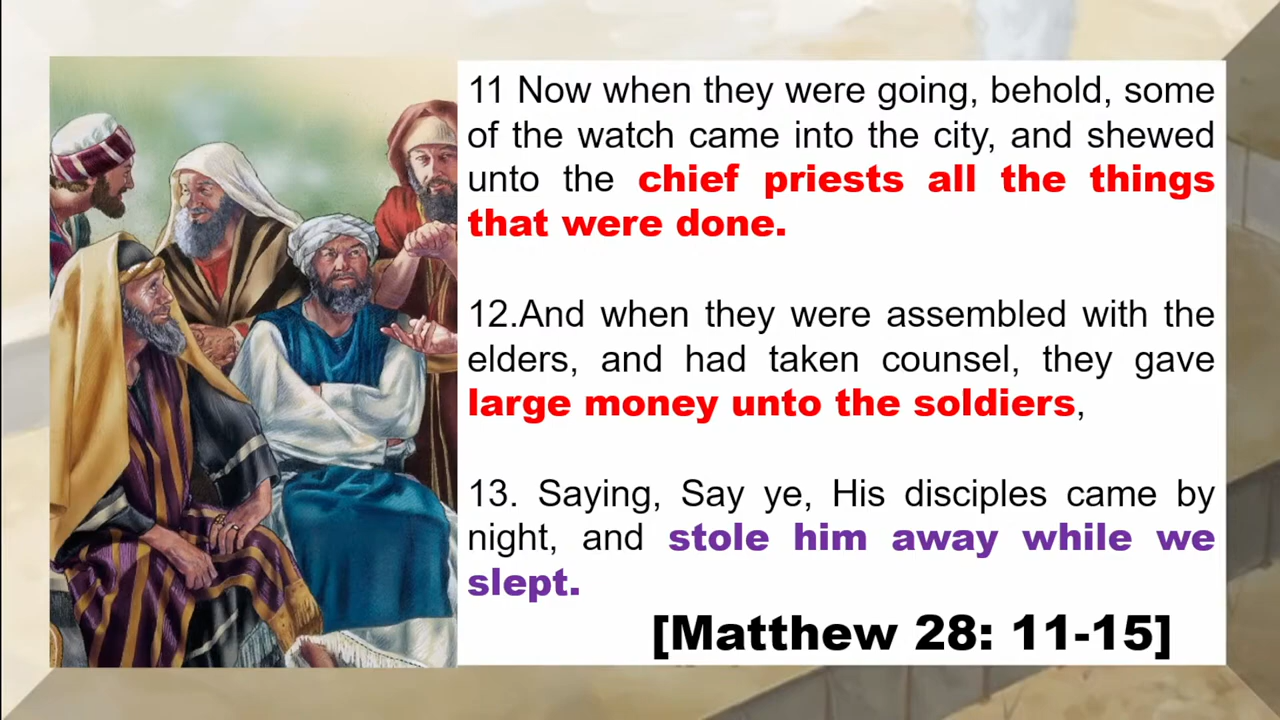 11 Now when they were going, behold, some
of the watch came into the city, and shewed
unto the chief priests all the things
that were done.
12.And when they were assembled with the
elders, and had taken counsel, they gave
large money unto the soldiers,
13. Saying, Say ye, His disciples came by
night, and stole him away while we
slept.
[Matthew 28: 11-15]